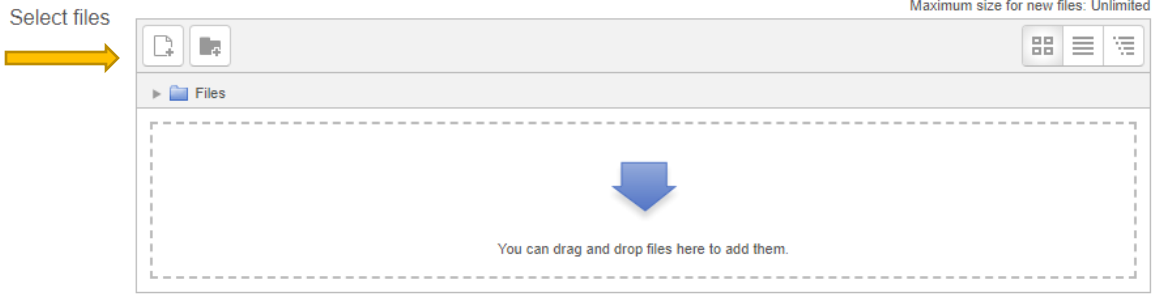 Maximum size for new files: Unlimited
Select files
Files
You can drag and drop files here to add them.